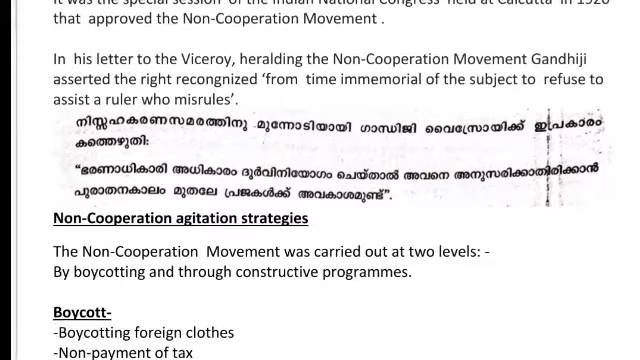 It was the special session of the Indian National Congress held at Calcutta in 1920
that approved the Non-Cooperation Movement .
In his letter to the Viceroy, heralding the Non-Cooperation Movement Gandhiji
asserted the right recongnized ‘from time immemorial of the subject to refuse to
assist a ruler who misrules’.
നിസ്സഹകരണസമരത്തിനു മുന്നോടിയായി ഗാന്ധിജി വൈസ്രോയിക്ക് ഇപ്രകാരം
കത്തെഴുതി:
“ഭരണാധികാരി അധികാരം ദുർവിനിയോഗം ചെയ്താൽ അവനെ അനുസരിക്കാതിരിക്കാൻ
പുരാതനകാലം മുതലേ പ്രജകൾക്ക് അവകാശമുണ്ട്”.
Non-Cooperation agitation strategies
The Non-Cooperation Movement was carried out at two levels: -
By boycotting and through constructive programmes.
Boycott-
-Boycotting foreign clothes
-Non-payment of tax